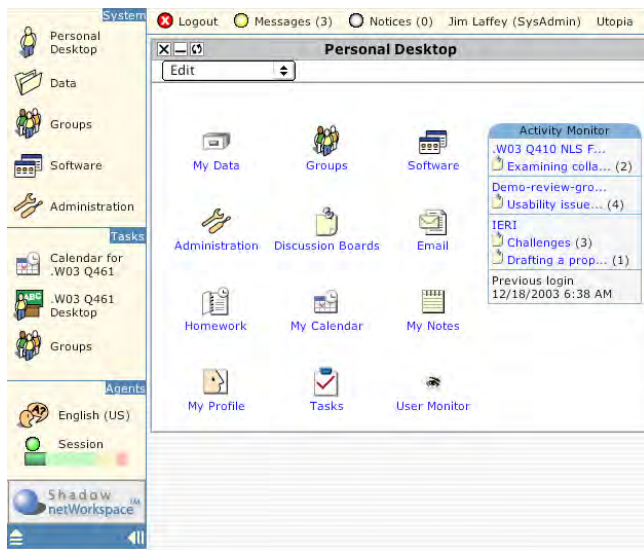 System
Personal
Desktop
Data
Groups
Software
Administration
Tasks
Calendar for
.W03 Q461
.W03 Q461
Desktop
Groups
Agents
English (US)
Session
Shadow
netWorkspace™
Logout Messages (3) Notices (0) Jim Laffey (SysAdmin) Utopia
Personal Desktop
Edit
My Data Groups Software
Administration Discussion Boards Email
Homework My Calendar My Notes
My Profile Tasks User Monitor
Activity Monitor
.W03 Q410 NLS F...
Examining colla... (2)
Demo-review-gro...
Usability issue... (4)
IERI
Challenges (3)
Drafting a prop... (1)
Previous login
12/18/2003 6:38 AM